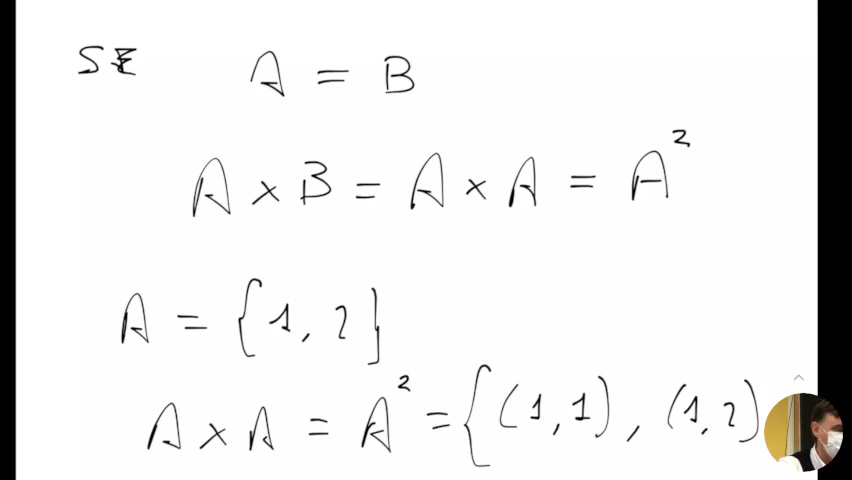 SE A = B
A × B = A × A = A²
A = {1, 2}
A × A = A² = {(1, 1), (1, 2)